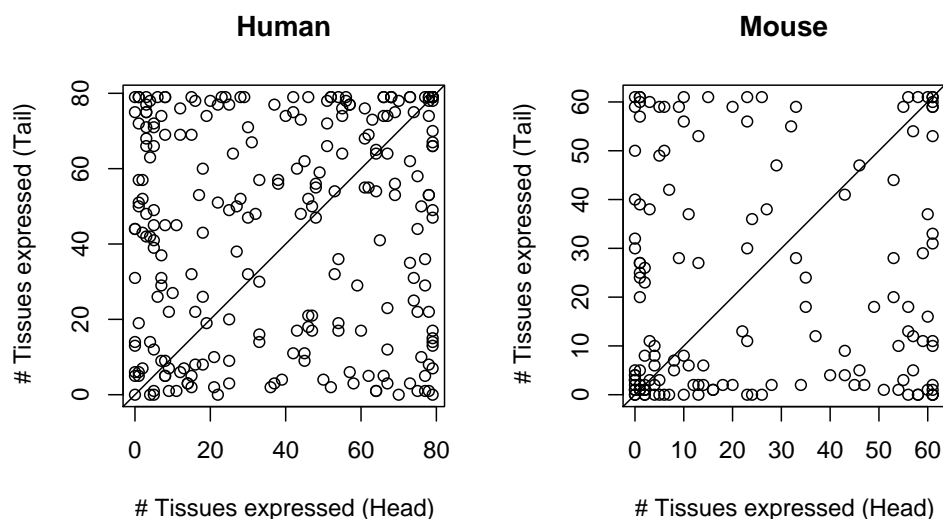 Human
Mouse
# Tissues expressed (Tail)
80
60
40
20
0
0 20 40 60 80
# Tissues expressed (Head)
# Tissues expressed (Tail)
60
50
40
30
20
10
0
0 10 20 30 40 50 60
# Tissues expressed (Head)